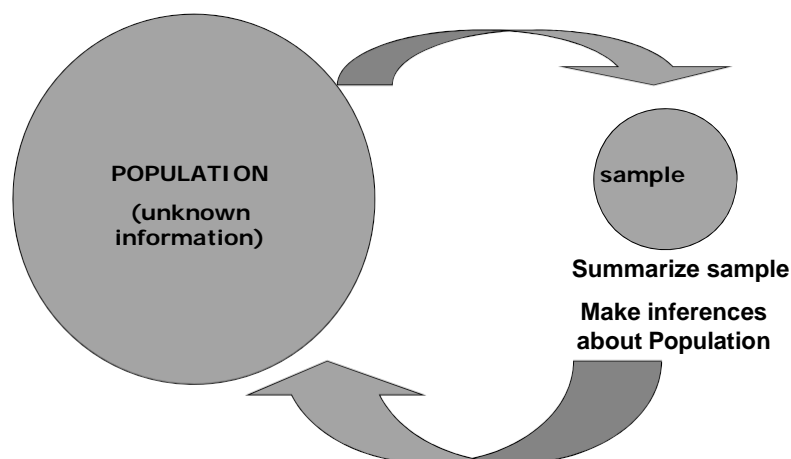 POPULATION
(unknown
information)
sample
Summarize sample
Make inferences
about Population